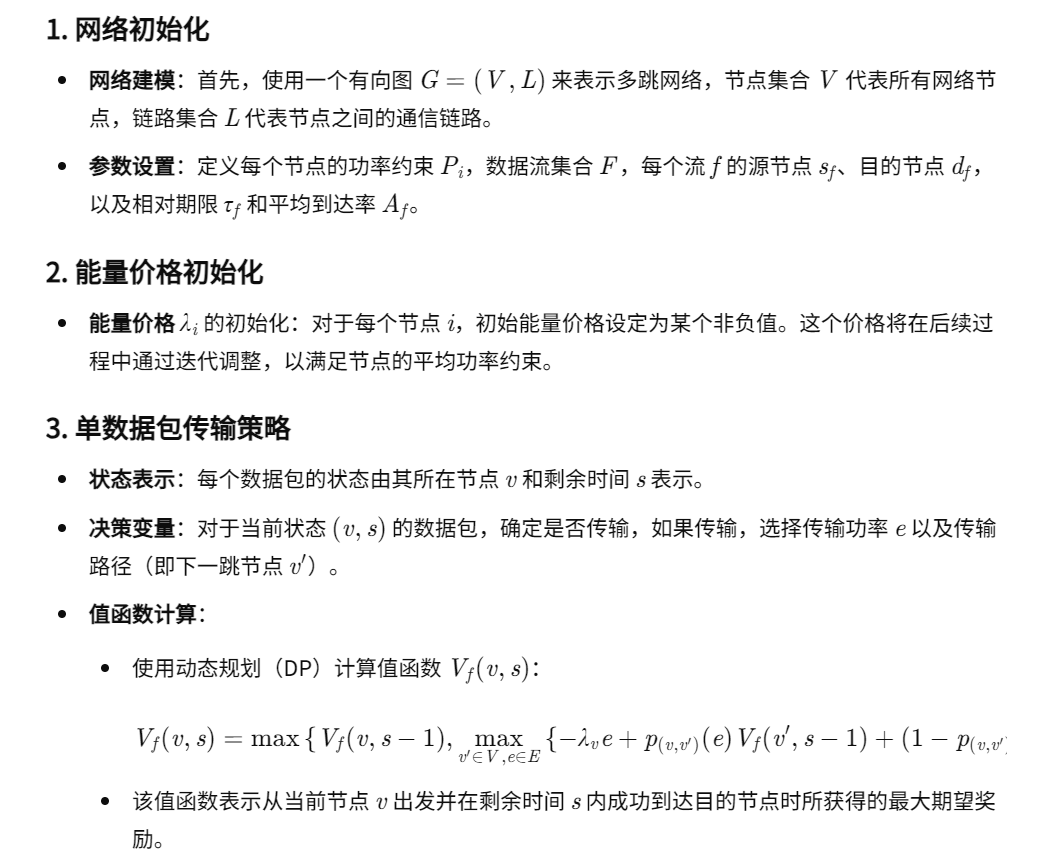 1. 网络初始化
• 网络建模：首先，使用一个有向图 G = (V, L) 来表示多跳网络，节点集合 V 代表所有网络节
点，链路集合 L 代表节点之间的通信链路。
• 参数设置：定义每个节点的功率约束 P_i，数据流集合 F，每个流 f 的源节点 s_f、目的节点 d_f，
以及相对期限 τ_f 和平均到达率 A_f。
2. 能量价格初始化
• 能量价格 λ_i 的初始化：对于每个节点 i，初始能量价格设定为某个非负值。这个价格将在后续过
程中通过迭代调整，以满足节点的平均功率约束。
3. 单数据包传输策略
• 状态表示：每个数据包的状态由其所在节点 v 和剩余时间 s 表示。
• 决策变量：对于当前状态 (v, s) 的数据包，确定是否传输，如果传输，选择传输功率 e 以及传输
路径（即下一跳节点 v′）。
• 值函数计算：
• 使用动态规划（DP）计算值函数 V_f(v, s)：
V_f(v, s) = max { V_f(v, s − 1), max_{v′∈V, e∈E} {−λ_v e + p_{(v,v′)}(e) V_f(v′, s − 1) + (1 − p_{(v,v′
• 该值函数表示从当前节点 v 出发并在剩余时间 s 内成功到达目的节点时所获得的最大期望奖
励。